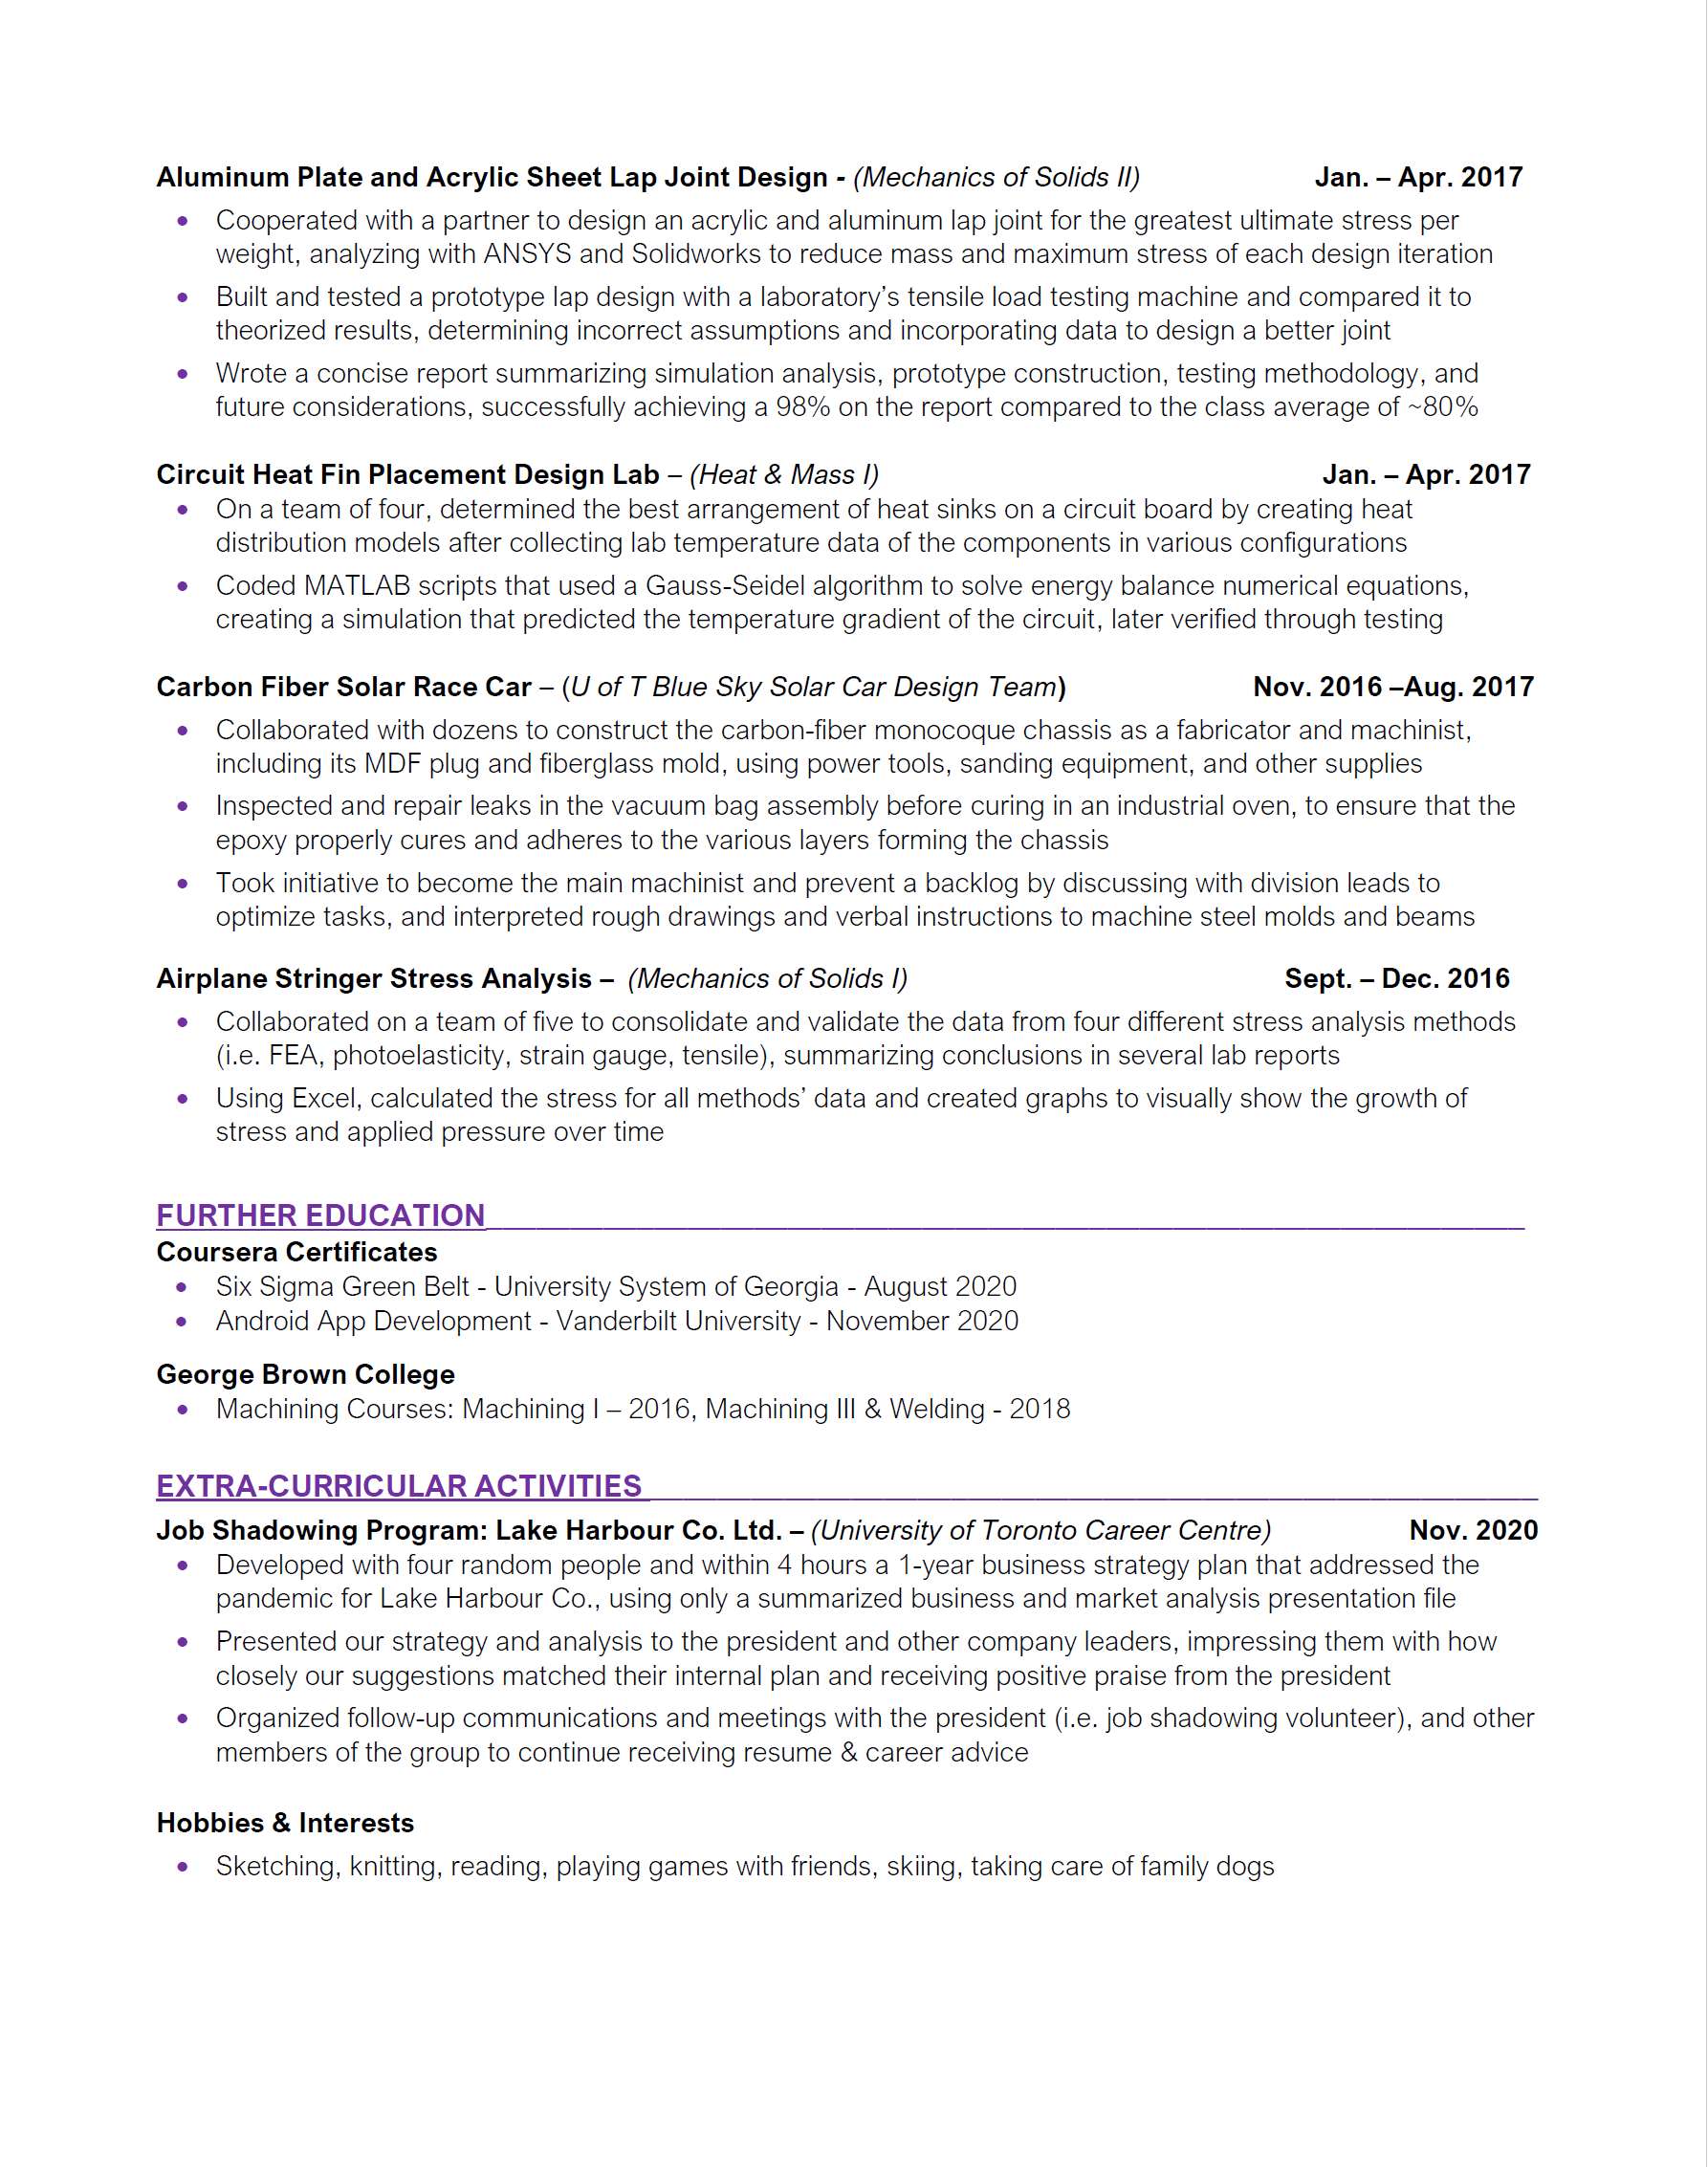 Aluminum Plate and Acrylic Sheet Lap Joint Design - (Mechanics of Solids II) Jan. – Apr. 2017
• Cooperated with a partner to design an acrylic and aluminum lap joint for the greatest ultimate stress per
weight, analyzing with ANSYS and Solidworks to reduce mass and maximum stress of each design iteration
• Built and tested a prototype lap design with a laboratory’s tensile load testing machine and compared it to
theorized results, determining incorrect assumptions and incorporating data to design a better joint
• Wrote a concise report summarizing simulation analysis, prototype construction, testing methodology, and
future considerations, successfully achieving a 98% on the report compared to the class average of ~80%
Circuit Heat Fin Placement Design Lab – (Heat & Mass I) Jan. – Apr. 2017
• On a team of four, determined the best arrangement of heat sinks on a circuit board by creating heat
distribution models after collecting lab temperature data of the components in various configurations
• Coded MATLAB scripts that used a Gauss-Seidel algorithm to solve energy balance numerical equations,
creating a simulation that predicted the temperature gradient of the circuit, later verified through testing
Carbon Fiber Solar Race Car – (U of T Blue Sky Solar Car Design Team) Nov. 2016 –Aug. 2017
• Collaborated with dozens to construct the carbon-fiber monocoque chassis as a fabricator and machinist,
including its MDF plug and fiberglass mold, using power tools, sanding equipment, and other supplies
• Inspected and repair leaks in the vacuum bag assembly before curing in an industrial oven, to ensure that the
epoxy properly cures and adheres to the various layers forming the chassis
• Took initiative to become the main machinist and prevent a backlog by discussing with division leads to
optimize tasks, and interpreted rough drawings and verbal instructions to machine steel molds and beams
Airplane Stringer Stress Analysis – (Mechanics of Solids I) Sept. – Dec. 2016
• Collaborated on a team of five to consolidate and validate the data from four different stress analysis methods
(i.e. FEA, photoelasticity, strain gauge, tensile), summarizing conclusions in several lab reports
• Using Excel, calculated the stress for all methods’ data and created graphs to visually show the growth of
stress and applied pressure over time
FURTHER EDUCATION
Coursera Certificates
• Six Sigma Green Belt - University System of Georgia - August 2020
• Android App Development - Vanderbilt University - November 2020
George Brown College
• Machining Courses: Machining I – 2016, Machining III & Welding - 2018
EXTRA-CURRICULAR ACTIVITIES
Job Shadowing Program: Lake Harbour Co. Ltd. – (University of Toronto Career Centre) Nov. 2020
• Developed with four random people and within 4 hours a 1-year business strategy plan that addressed the
pandemic for Lake Harbour Co., using only a summarized business and market analysis presentation file
• Presented our strategy and analysis to the president and other company leaders, impressing them with how
closely our suggestions matched their internal plan and receiving positive praise from the president
• Organized follow-up communications and meetings with the president (i.e. job shadowing volunteer), and other
members of the group to continue receiving resume & career advice
Hobbies & Interests
• Sketching, knitting, reading, playing games with friends, skiing, taking care of family dogs